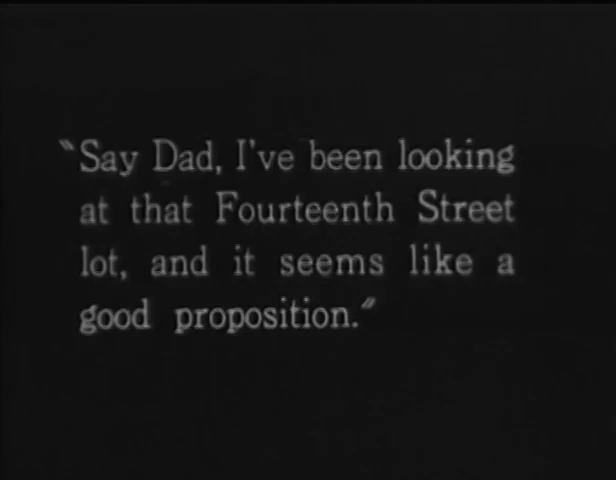 "Say Dad, I've been looking
at that Fourteenth Street
lot, and it seems like a
good proposition."